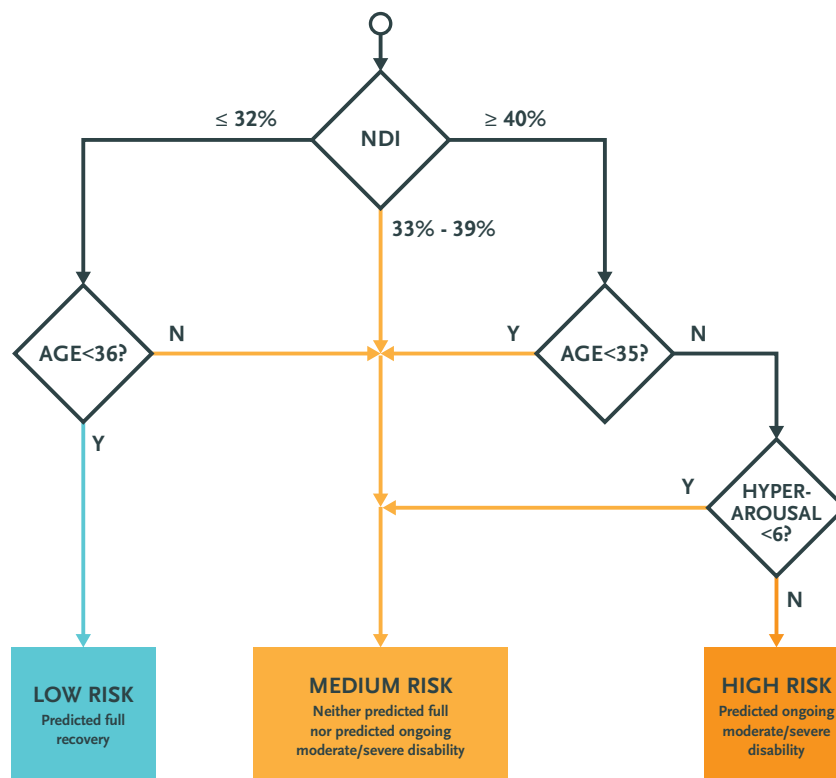 ≤ 32%
NDI
≥ 40%
33% - 39%
AGE<36?
N
Y
AGE<35?
N
Y
Y
HYPER-
AROUSAL
<6?
N
LOW RISK
Predicted full
recovery
MEDIUM RISK
Neither predicted full
nor predicted ongoing
moderate/severe disability
HIGH RISK
Predicted ongoing
moderate/severe
disability